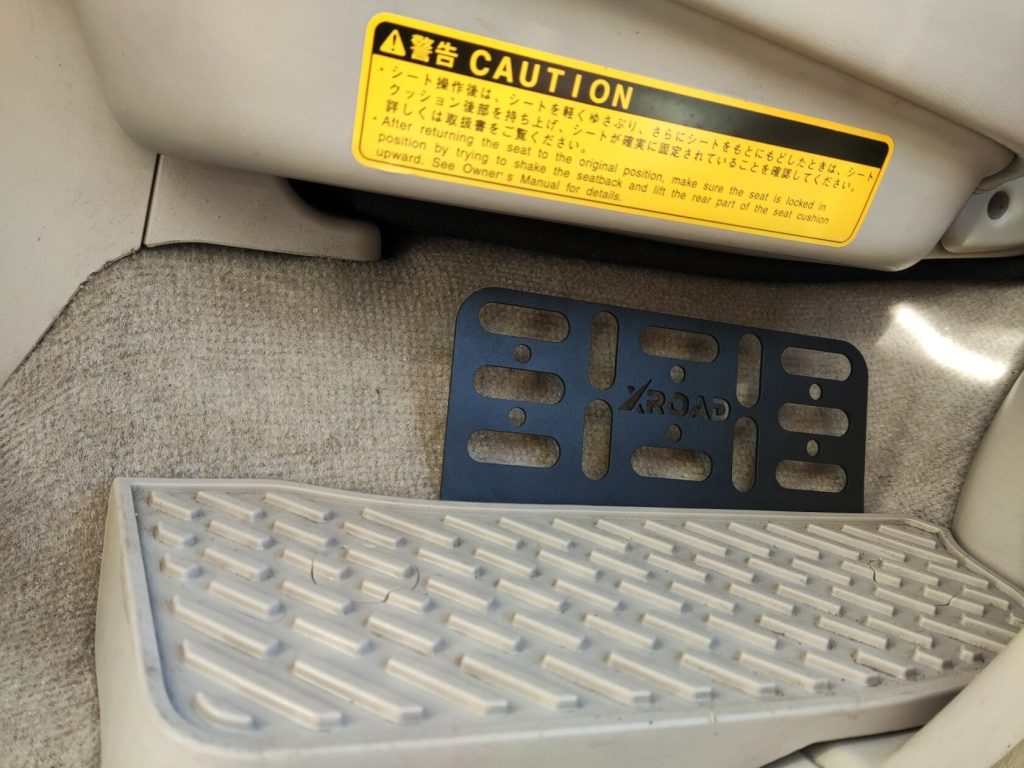 警告 CAUTION
・シート操作後は、シートを軽くゆさぶり、さらにシートをもとにもどしたときは、シート
クッション後部を持ち上げ、シートが確実に固定されていることを確認してください。
詳しくは取扱書をご覧ください。
・After returning the seat to the original position, make sure the seat is locked in
position by trying to shake the seatback and lift the rear part of the seat cushion
upward. See Owner's Manual for details.
XROAD